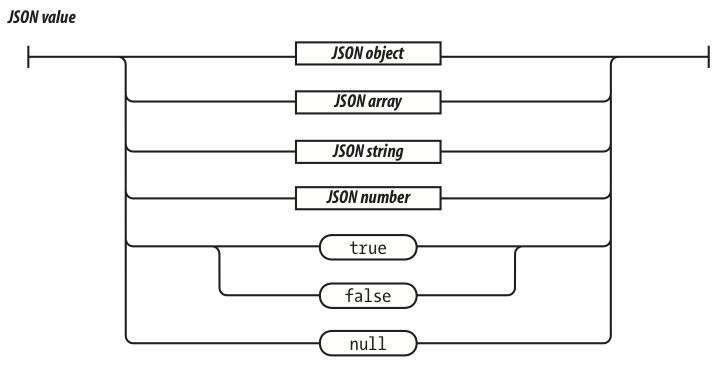 JSON value
JSON object
JSON array
JSON string
JSON number
true
false
null